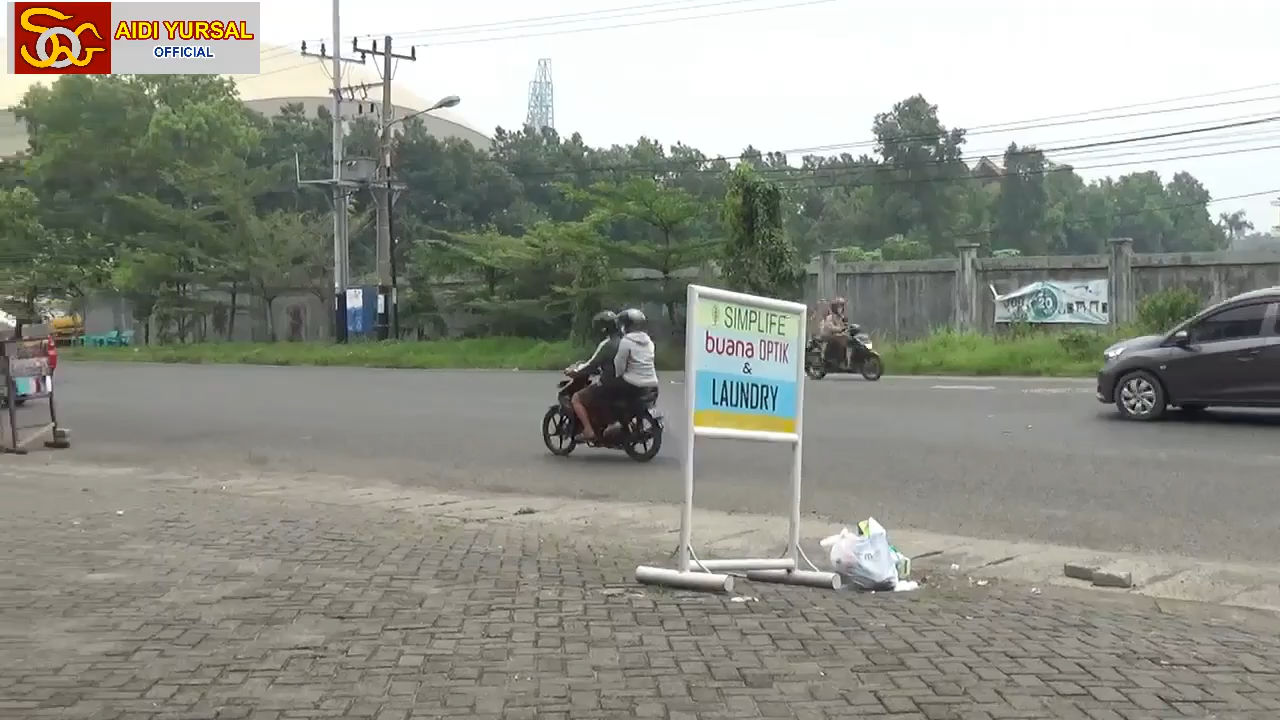 AIDI YURSAL
OFFICIAL
SIMPLIFE
buana OPTIK
&
LAUNDRY